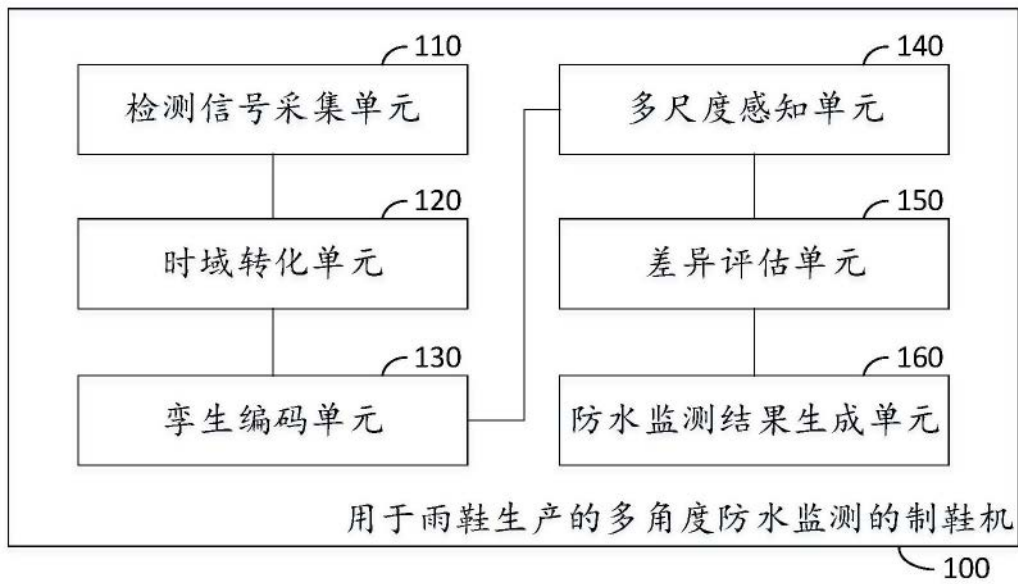 110
检测信号采集单元
120
时域转化单元
130
孪生编码单元
140
多尺度感知单元
150
差异评估单元
160
防水监测结果生成单元
用于雨鞋生产的多角度防水监测的制鞋机
100